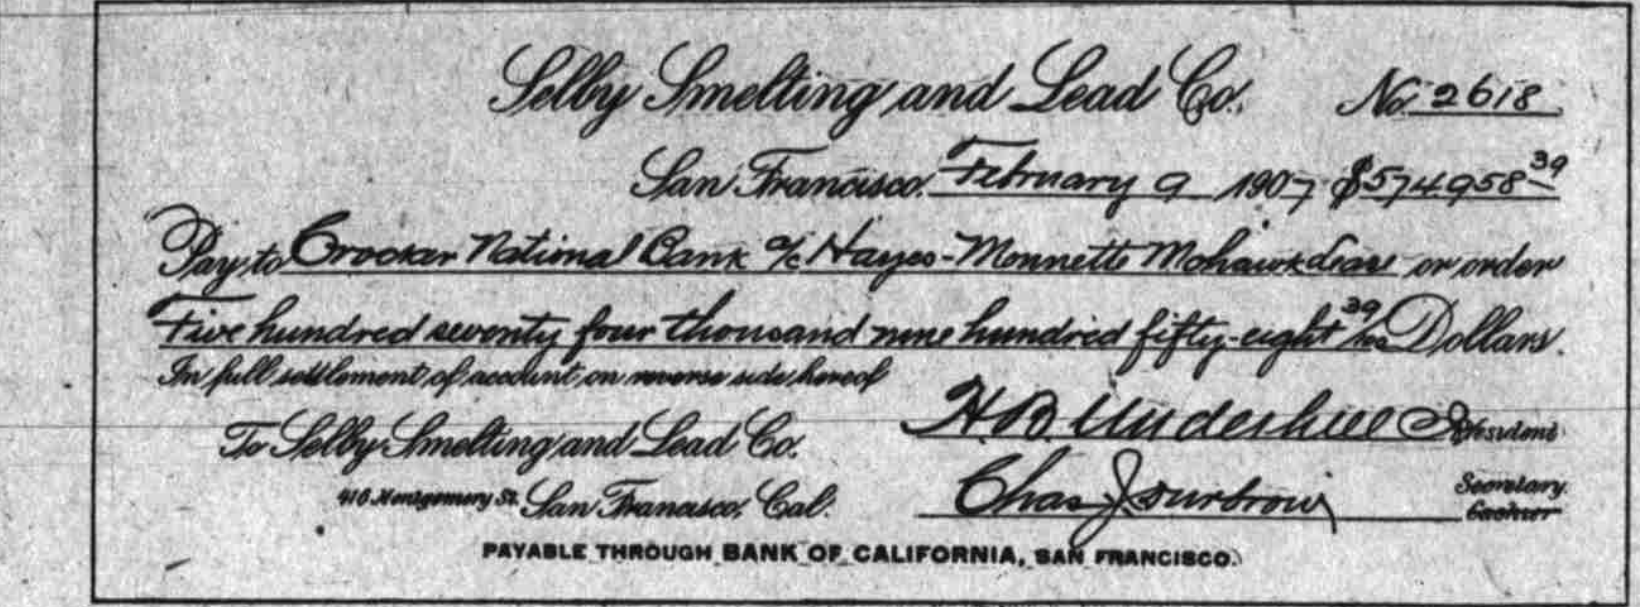 Selby Smelting and Lead Co. No. 2618
San Francisco. February 9 1907 $574958 39
Pay to Crocker National Bank a/c Hayes-Monnette Mohawk Lease or order
Five hundred seventy four thousand nine hundred fifty-eight 39/100 Dollars.
In full settlement of account on reverse side hereof
H.B. Underhill President
To Selby Smelting and Lead Co.
Chas J. Durbrow Secretary.
Cashier
416 Montgomery St. San Francisco, Cal.
PAYABLE THROUGH BANK OF CALIFORNIA, SAN FRANCISCO.